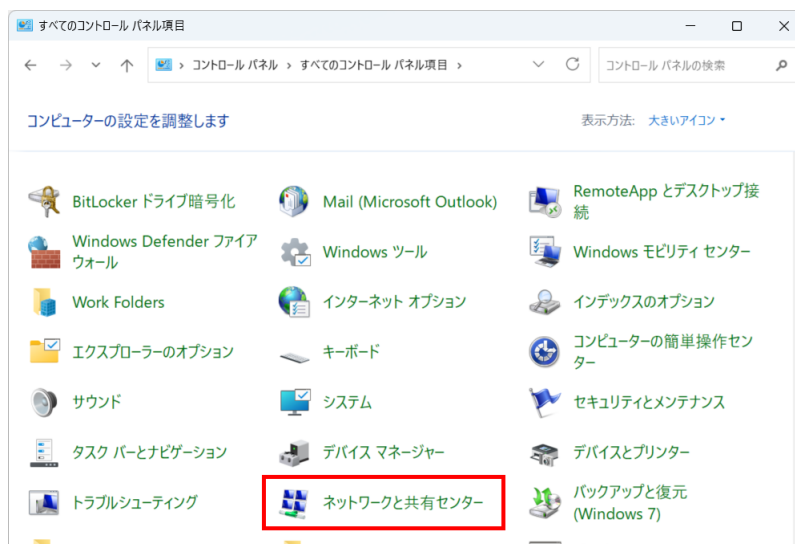 すべてのコントロール パネル項目
コントロール パネル › すべてのコントロール パネル項目 ›
コントロール パネルの検索
コンピューターの設定を調整します
表示方法: 大きいアイコン
BitLocker ドライブ暗号化
Mail (Microsoft Outlook)
RemoteApp とデスクトップ接
続
Windows Defender ファイア
ウォール
Windows ツール
Windows モビリティ センター
Work Folders
インターネット オプション
インデックスのオプション
エクスプローラーのオプション
キーボード
コンピューターの簡単操作セン
ター
サウンド
システム
セキュリティとメンテナンス
タスク バーとナビゲーション
デバイス マネージャー
デバイスとプリンター
トラブルシューティング
ネットワークと共有センター
バックアップと復元
(Windows 7)